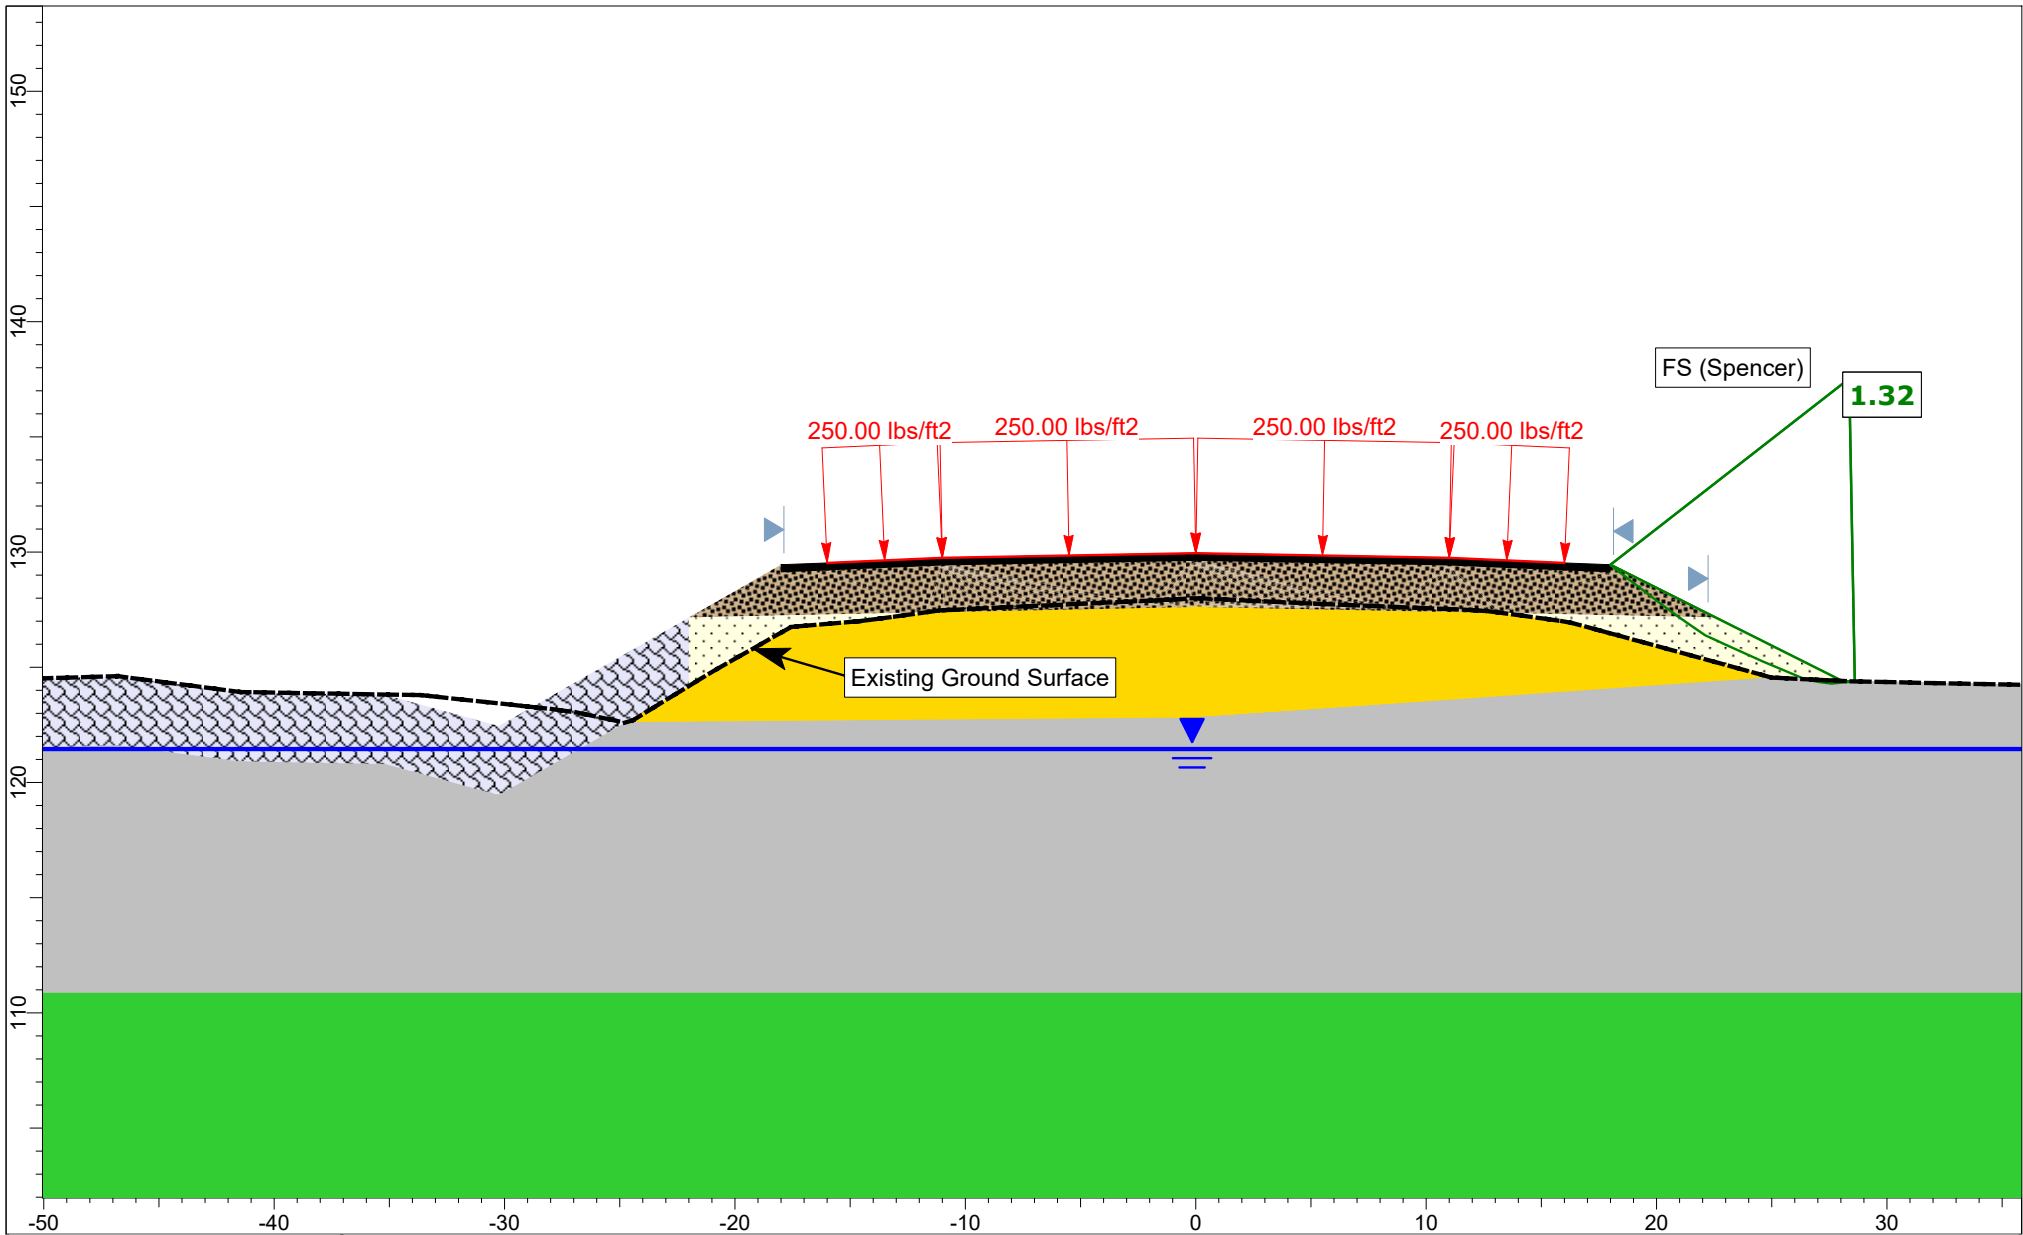 150
140
FS (Spencer)
1.32
250.00 lbs/ft2 250.00 lbs/ft2 250.00 lbs/ft2 250.00 lbs/ft2
130
Existing Ground Surface
120
110
-50 -40 -30 -20 -10 0 10 20 30